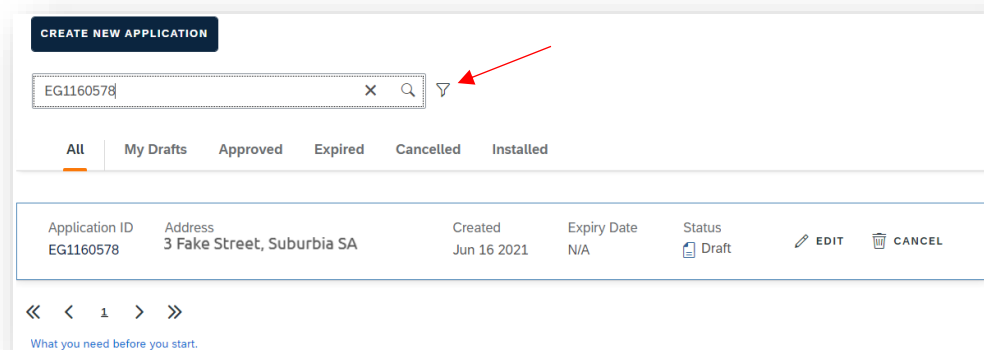 CREATE NEW APPLICATION
EG1160578
All My Drafts Approved Expired Cancelled Installed
Application ID Address Created Expiry Date Status
EG1160578 3 Fake Street, Suburbia SA Jun 16 2021 N/A Draft EDIT CANCEL
1
What you need before you start.